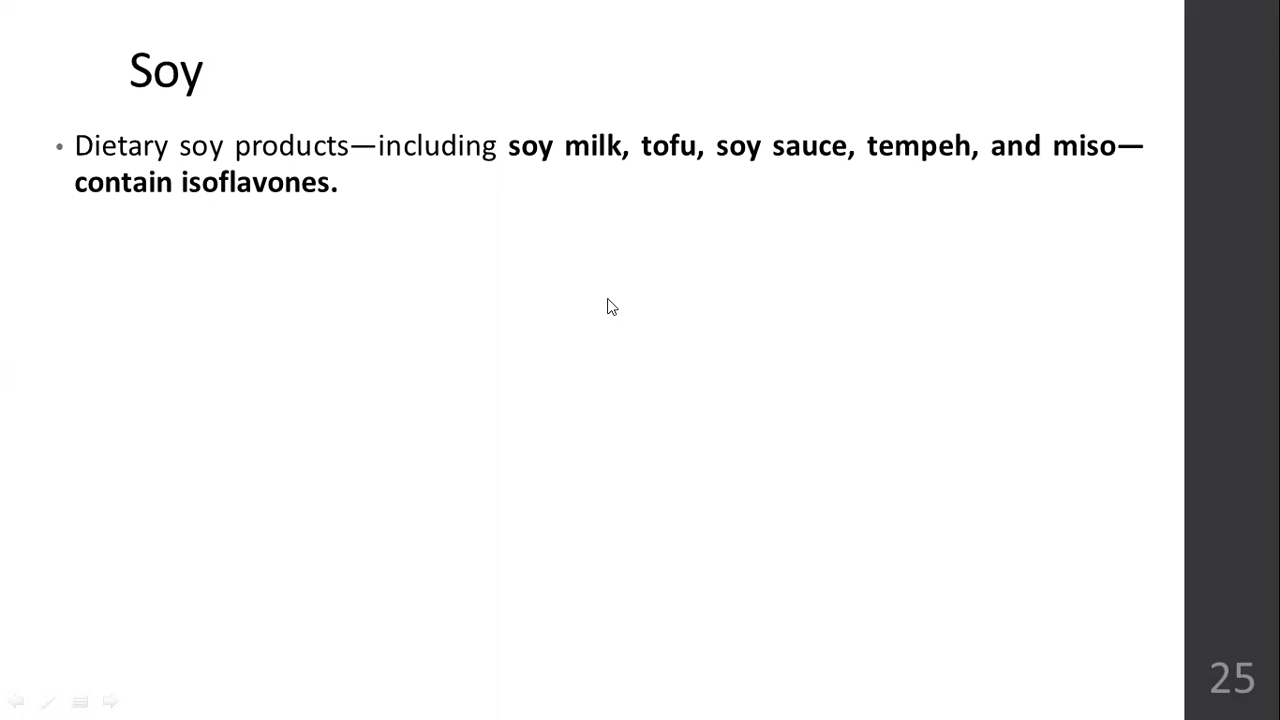 Soy
• Dietary soy products—including soy milk, tofu, soy sauce, tempeh, and miso—
contain isoflavones.
25